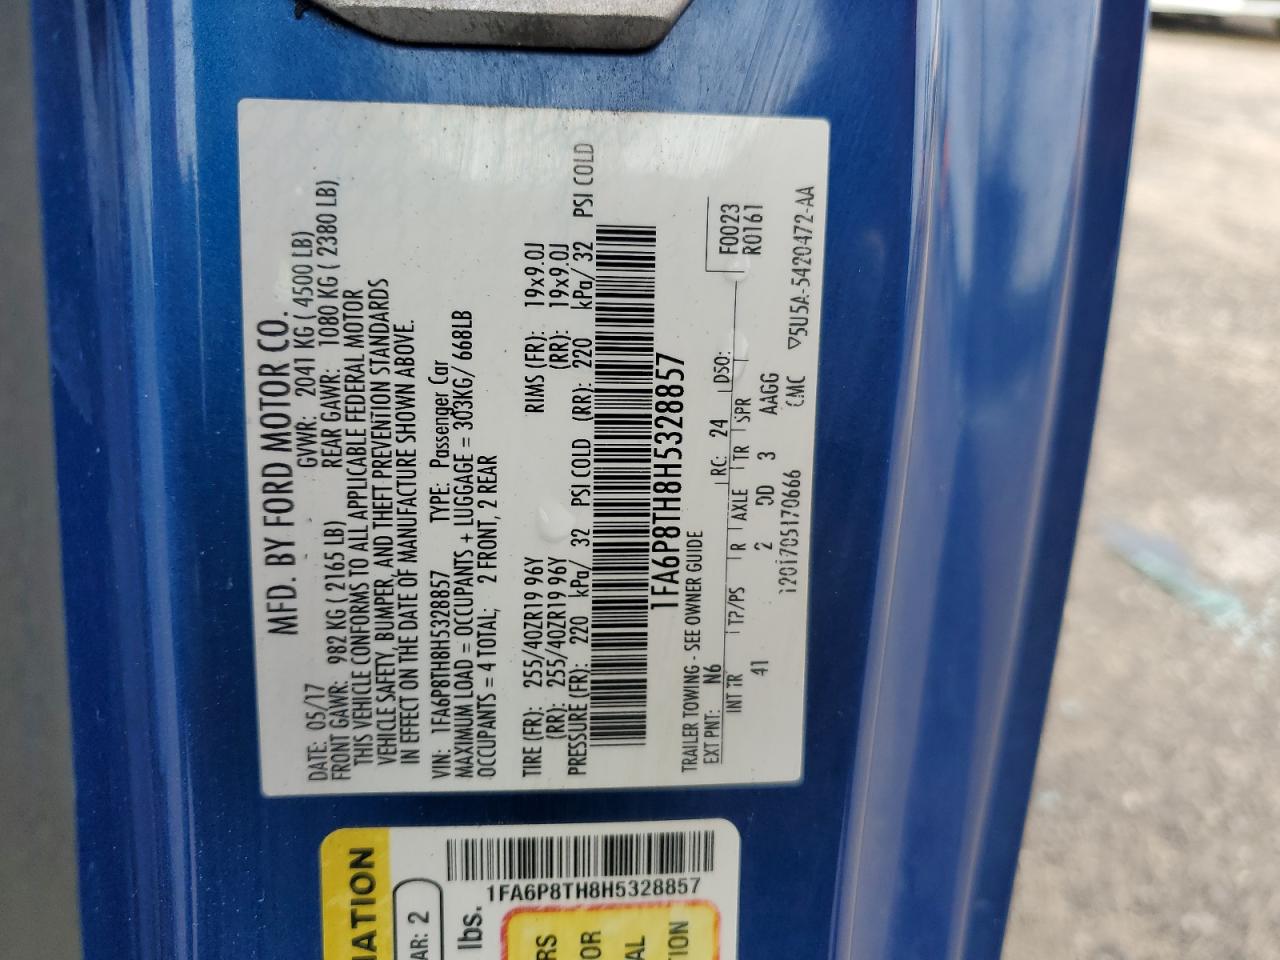 MFD. BY FORD MOTOR CO.
DATE: 05/17 GVWR: 2041 KG ( 4500 LB)
FRONT GAWR: 982 KG ( 2165 LB) REAR GAWR: 1080 KG ( 2380 LB)
THIS VEHICLE CONFORMS TO ALL APPLICABLE FEDERAL MOTOR
VEHICLE SAFETY, BUMPER, AND THEFT PREVENTION STANDARDS
IN EFFECT ON THE DATE OF MANUFACTURE SHOWN ABOVE.
VIN: 1FA6P8TH8H5328857 TYPE: Passenger Car
MAXIMUM LOAD = OCCUPANTS + LUGGAGE = 303KG/ 668LB
OCCUPANTS = 4 TOTAL; 2 FRONT, 2 REAR
TIRE (FR): 255/40ZR19 96Y RIMS (FR): 19x9.0J
(RR): 255/40ZR19 96Y (RR): 19x9.0J
PRESSURE (FR): 220 kPa/ 32 PSI COLD (RR): 220 kPa/ 32 PSI COLD
1FA6P8TH8H5328857
TRAILER TOWING - SEE OWNER GUIDE F0023
EXT PNT: N6 RC: 24 DSO: R0161
INT TR TP/PS R AXLE TR SPR
41 2 DD 3 AAGG
120170517066​6 CMC ▽5U5A-5420472-AA
MATION
AR: 2
lbs.
1FA6P8TH8H5328857
RS
OR
AL
TION